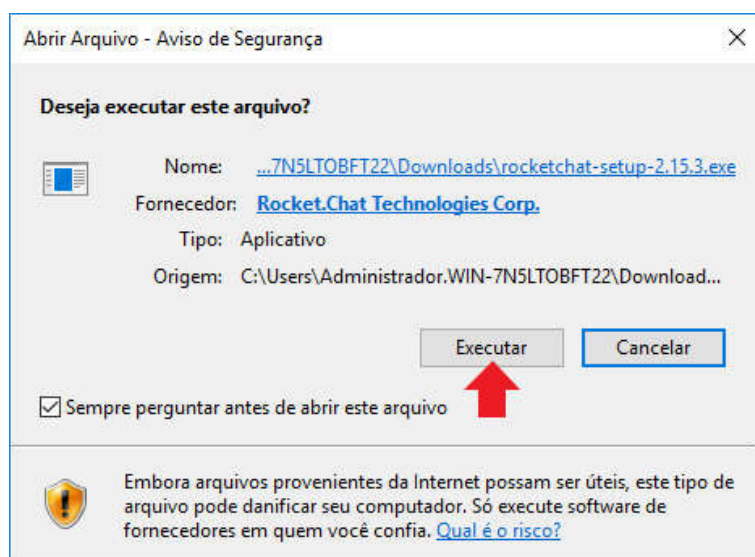 Abrir Arquivo - Aviso de Segurança
Deseja executar este arquivo?
Nome: ...7N5LTOBFT22\Downloads\rocketchat-setup-2.15.3.exe
Fornecedor: Rocket.Chat Technologies Corp.
Tipo: Aplicativo
Origem: C:\Users\Administrador.WIN-7N5LTOBFT22\Download...
Executar Cancelar
Sempre perguntar antes de abrir este arquivo
Embora arquivos provenientes da Internet possam ser úteis, este tipo de
arquivo pode danificar seu computador. Só execute software de
fornecedores em quem você confia. Qual é o risco?